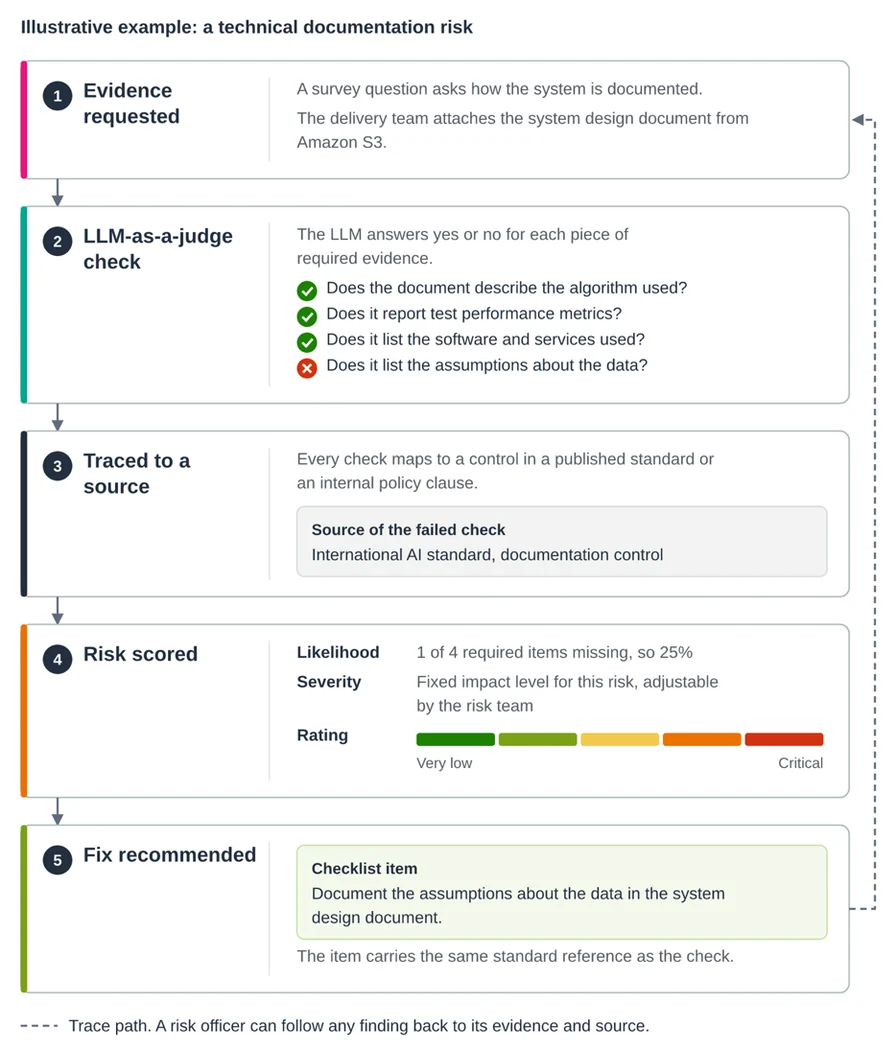 Illustrative example: a technical documentation risk
1
Evidence
requested
A survey question asks how the system is documented.
The delivery team attaches the system design document from
Amazon S3.
2
LLM-as-a-judge
check
The LLM answers yes or no for each piece of
required evidence.
Does the document describe the algorithm used?
Does it report test performance metrics?
Does it list the software and services used?
Does it list the assumptions about the data?
3
Traced to a
source
Every check maps to a control in a published standard or
an internal policy clause.
Source of the failed check
International AI standard, documentation control
4
Risk scored
Likelihood 1 of 4 required items missing, so 25%
Severity Fixed impact level for this risk, adjustable
by the risk team
Rating
Very low Critical
5
Fix recommended
Checklist item
Document the assumptions about the data in the system
design document.
The item carries the same standard reference as the check.
Trace path. A risk officer can follow any finding back to its evidence and source.